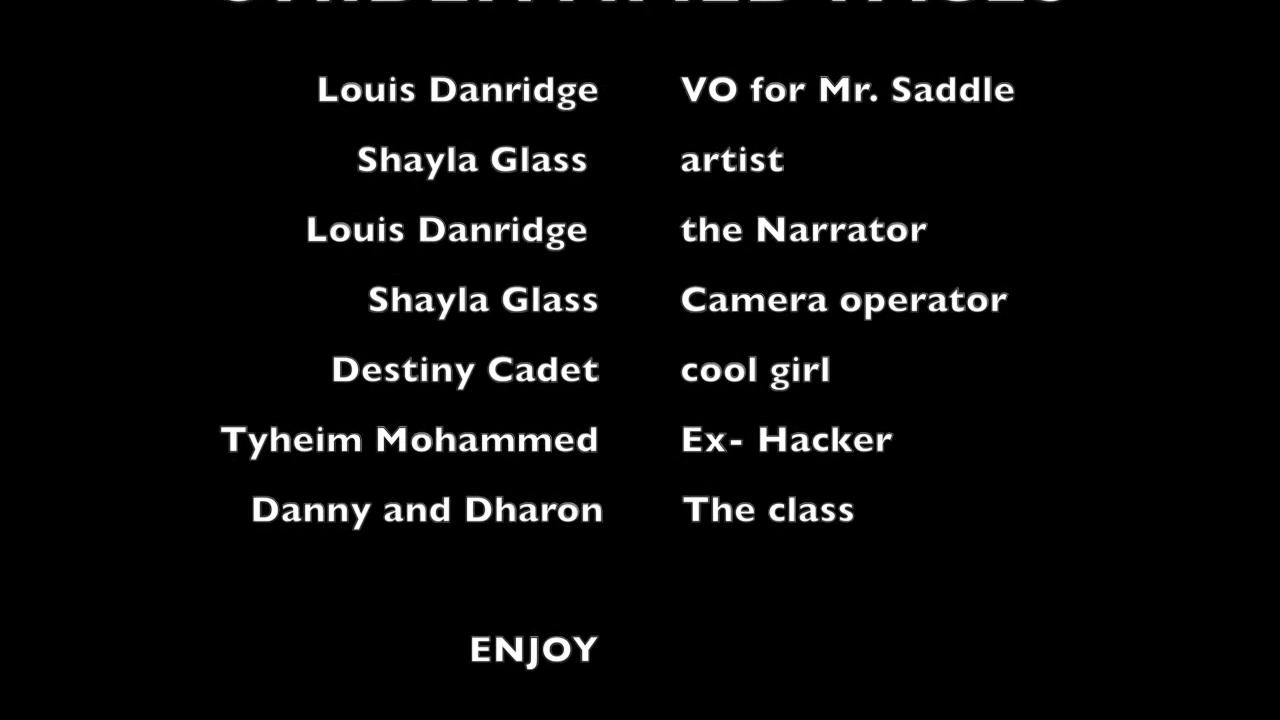 Louis Danridge VO for Mr. Saddle
Shayla Glass artist
Louis Danridge the Narrator
Shayla Glass Camera operator
Destiny Cadet cool girl
Tyheim Mohammed Ex- Hacker
Danny and Dharon The class
ENJOY